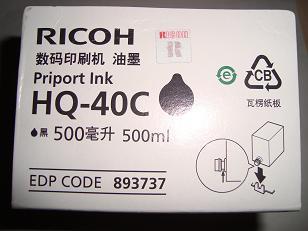 RICOH
RICOH
R
数码印刷机 油墨
Priport Ink
HQ-40C
黑 500毫升 500ml
e
CB
瓦楞纸板
EDP CODE 893737